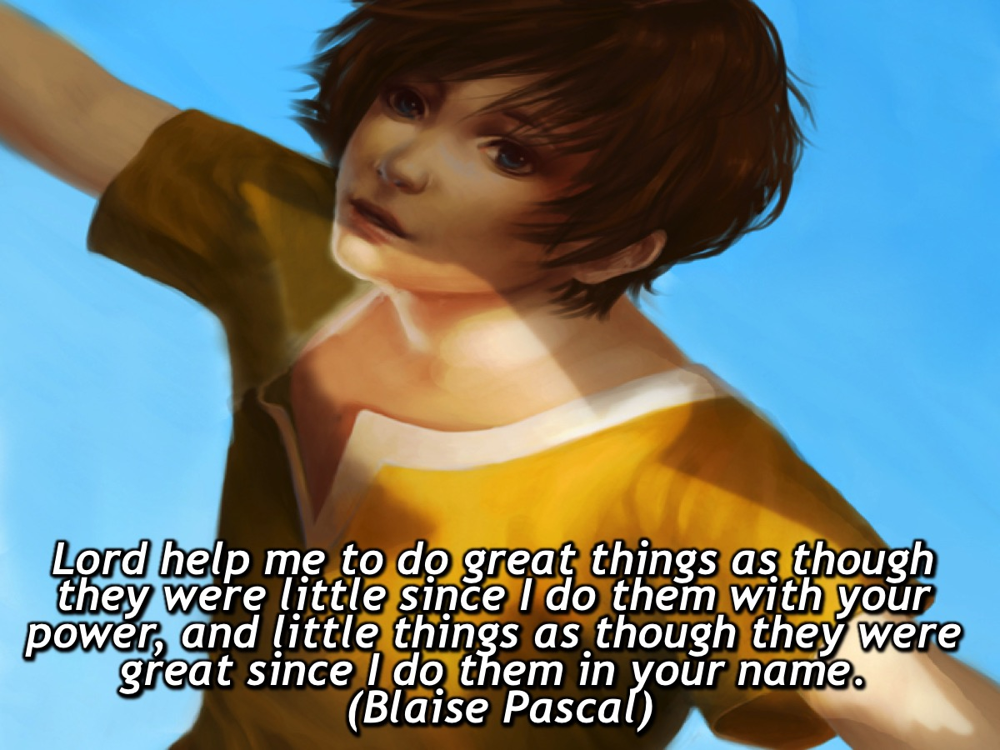 Lord help me to do great things as though
they were little since I do them with your
power, and little things as though they were
great since I do them in your name.
(Blaise Pascal)